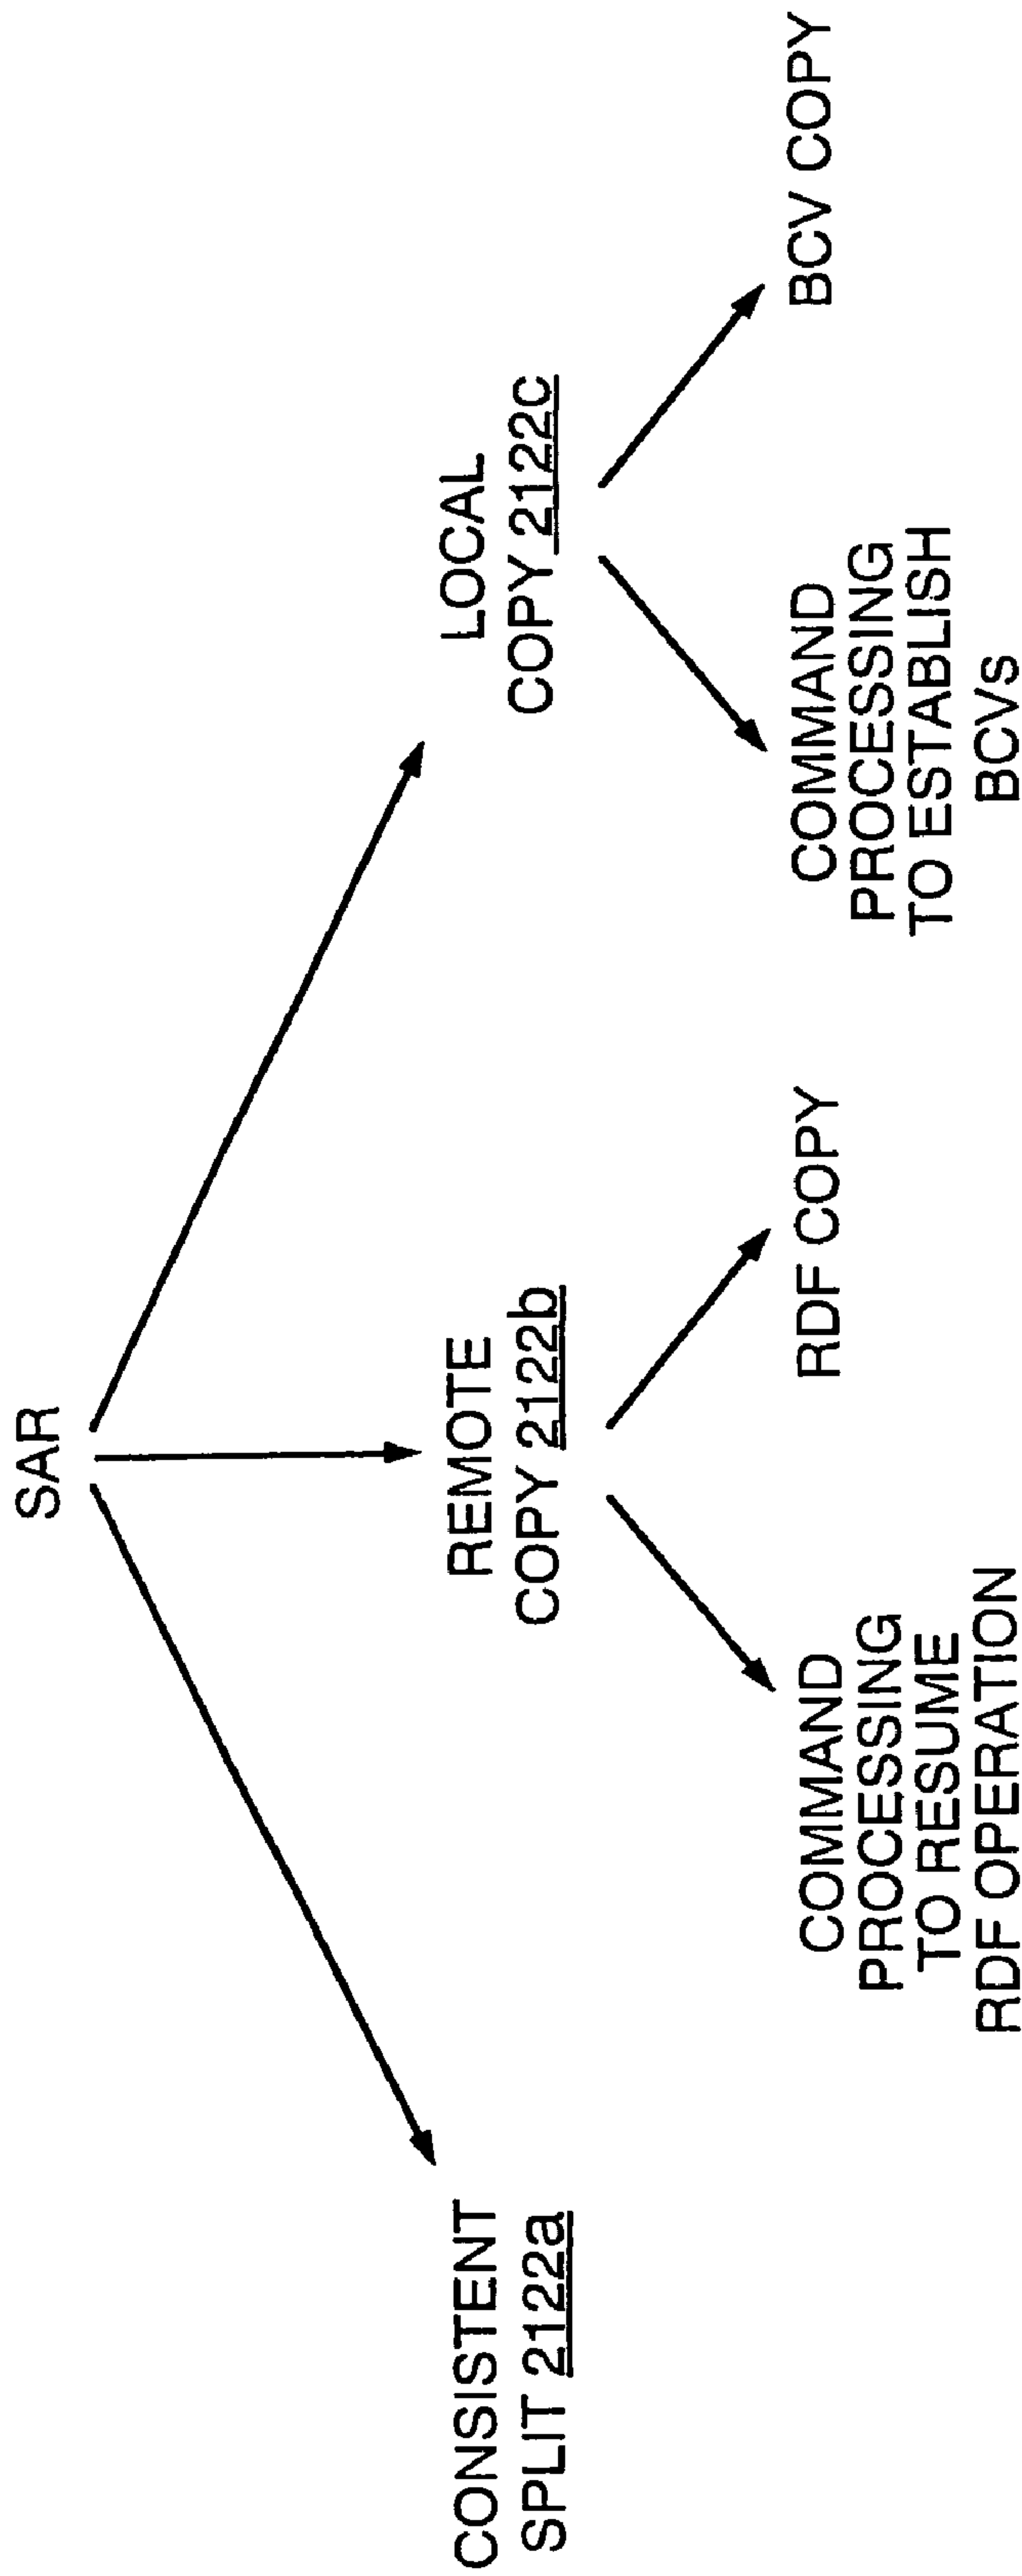 SAR
CONSISTENT
SPLIT 2122a
REMOTE
COPY 2122b
LOCAL
COPY 2122c
COMMAND
PROCESSING
TO RESUME
RDF OPERATION
RDF COPY
COMMAND
PROCESSING
TO ESTABLISH
BCVs
BCV COPY